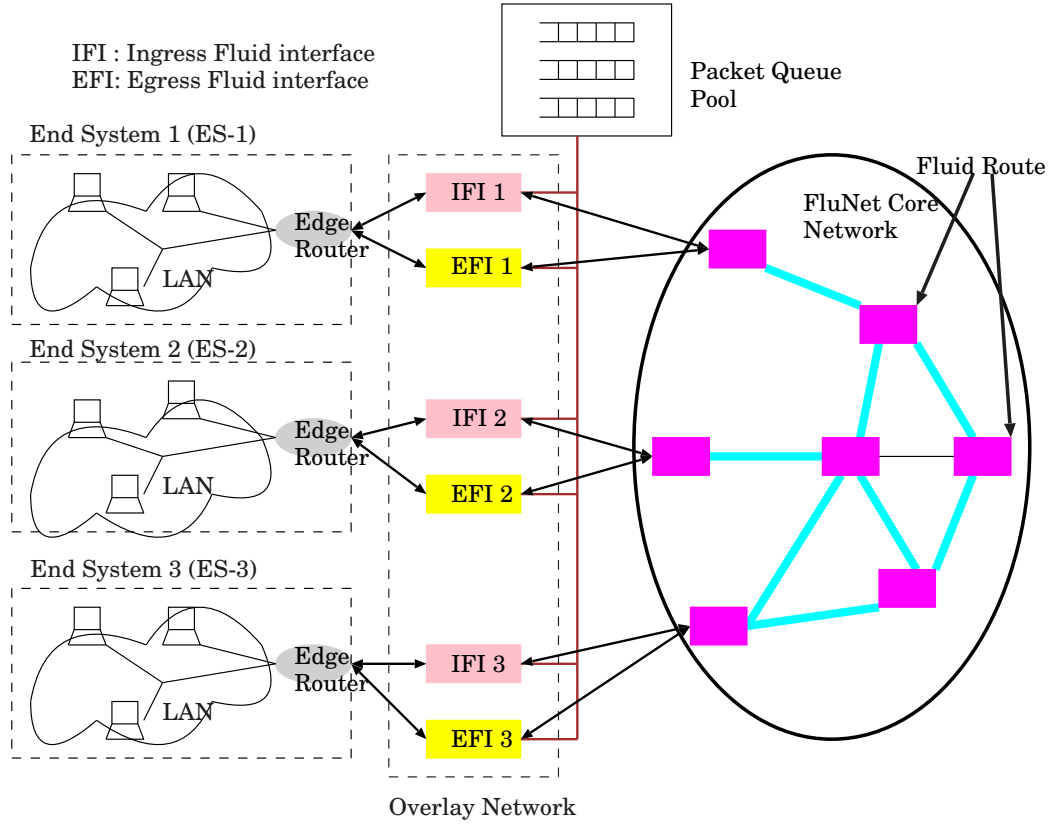 IFI : Ingress Fluid interface
EFI: Egress Fluid interface
Packet Queue
Pool
End System 1 (ES-1)
Edge
Router
LAN
IFI 1
EFI 1
Fluid Route
FluNet Core
Network
End System 2 (ES-2)
Edge
Router
LAN
IFI 2
EFI 2
End System 3 (ES-3)
Edge
Router
LAN
IFI 3
EFI 3
Overlay Network